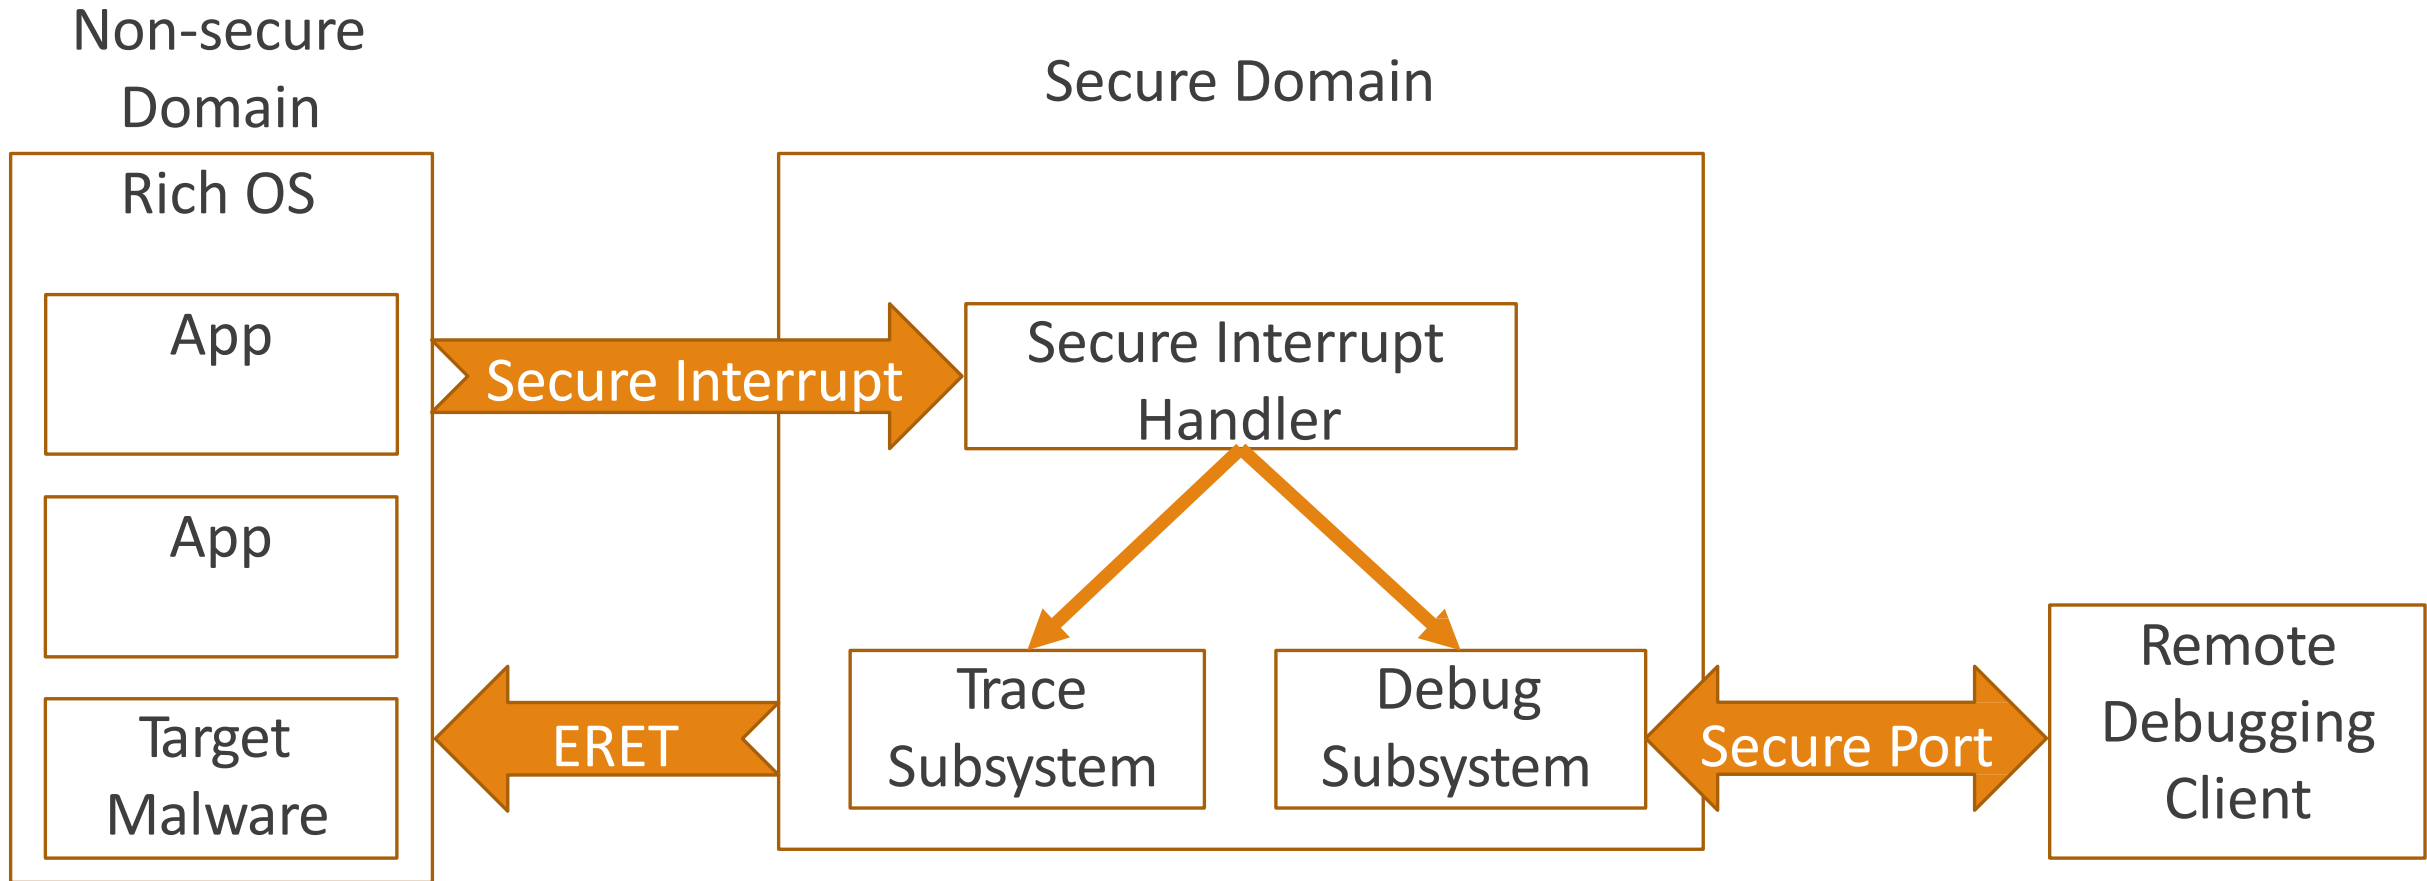 Non-secure
Domain
Rich OS
App
App
Target
Malware
Secure Interrupt
ERET
Secure Domain
Secure Interrupt
Handler
Trace
Subsystem
Debug
Subsystem
Secure Port
Remote
Debugging
Client